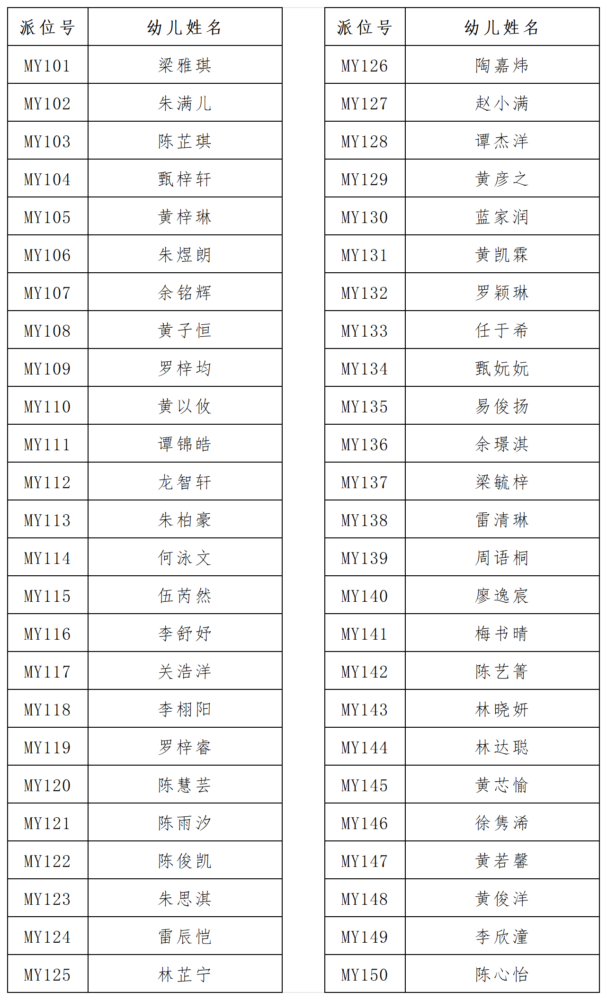 派位号 幼儿姓名 派位号 幼儿姓名
MY101 梁雅琪 MY126 陶嘉炜
MY102 朱满儿 MY127 赵小满
MY103 陈芷琪 MY128 谭杰洋
MY104 甄梓轩 MY129 黄彦之
MY105 黄梓琳 MY130 蓝家润
MY106 朱煜朗 MY131 黄凯霖
MY107 余铭辉 MY132 罗颖琳
MY108 黄子恒 MY133 任于希
MY109 罗梓均 MY134 甄妧妧
MY110 黄以攸 MY135 易俊扬
MY111 谭锦皓 MY136 余璟淇
MY112 龙智轩 MY137 梁毓梓
MY113 朱柏豪 MY138 雷清琳
MY114 何泳文 MY139 周语桐
MY115 伍芮然 MY140 廖逸宸
MY116 李舒妤 MY141 梅书晴
MY117 关浩洋 MY142 陈艺箐
MY118 李栩阳 MY143 林晓妍
MY119 罗梓睿 MY144 林达聪
MY120 陈慧芸 MY145 黄芯愉
MY121 陈雨汐 MY146 徐隽浠
MY122 陈俊凯 MY147 黄若馨
MY123 朱思淇 MY148 黄俊洋
MY124 雷辰恺 MY149 李欣潼
MY125 林芷宁 MY150 陈心怡